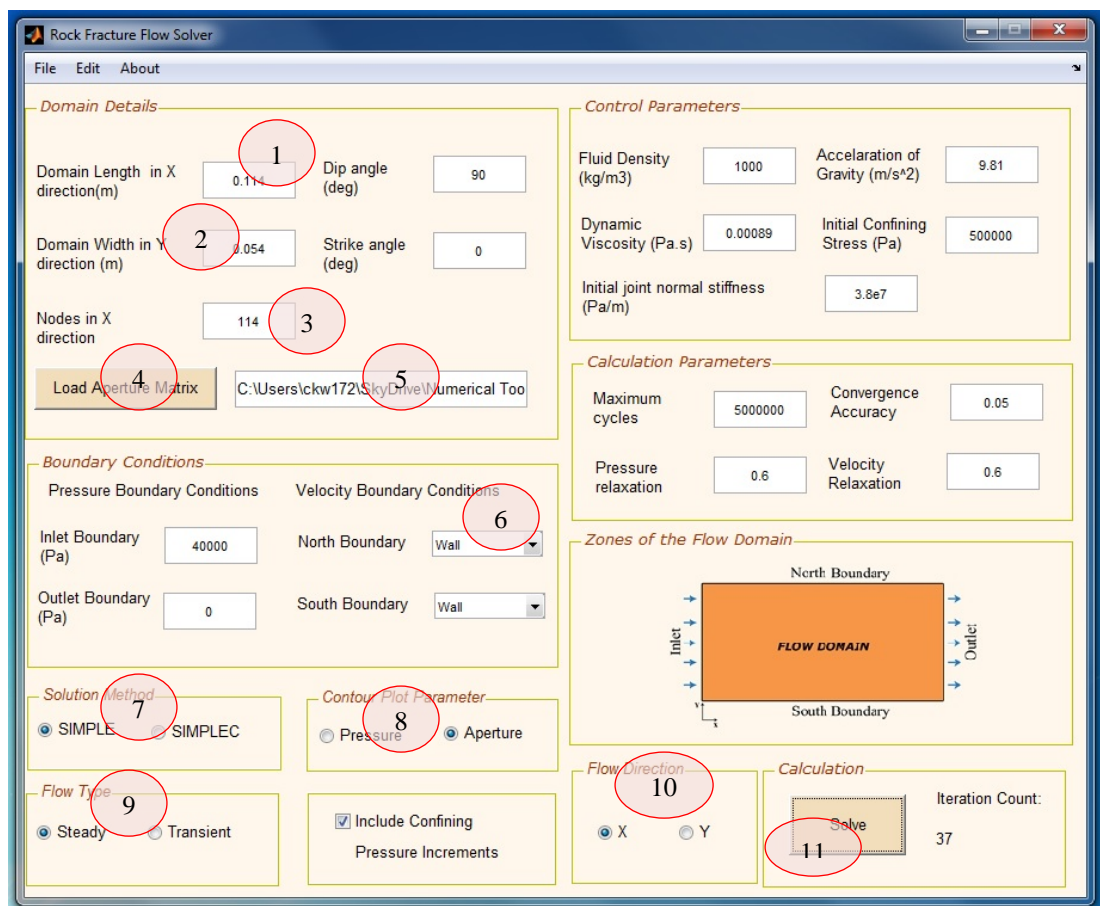 Rock Fracture Flow Solver
File Edit About
Domain Details
Domain Length in X direction(m)
0.114
1
Dip angle (deg)
90
Domain Width in Y direction (m)
2
0.054
Strike angle (deg)
0
Nodes in X direction
114
3
Load Aperture Matrix
4
C:\Users\ckw172\SkyDrive\Numerical Too
5
Control Parameters
Fluid Density (kg/m3)
1000
Accelaration of Gravity (m/s^2)
9.81
Dynamic Viscosity (Pa.s)
0.00089
Initial Confining Stress (Pa)
500000
Initial joint normal stiffness (Pa/m)
3.8e7
Calculation Parameters
Maximum cycles
5000000
Convergence Accuracy
0.05
Pressure relaxation
0.6
Velocity Relaxation
0.6
Boundary Conditions
Pressure Boundary Conditions
Velocity Boundary Conditions
Inlet Boundary (Pa)
40000
North Boundary
Wall
6
Outlet Boundary (Pa)
0
South Boundary
Wall
Zones of the Flow Domain
North Boundary
Inlet
FLOW DOMAIN
Outlet
South Boundary
Y
X
Solution Method
7
SIMPLE
SIMPLEC
Contour Plot Parameter
8
Pressure
Aperture
Flow Type
9
Steady
Transient
Include Confining
Pressure Increments
Flow Direction
10
X
Y
Calculation
Solve
11
Iteration Count:
37